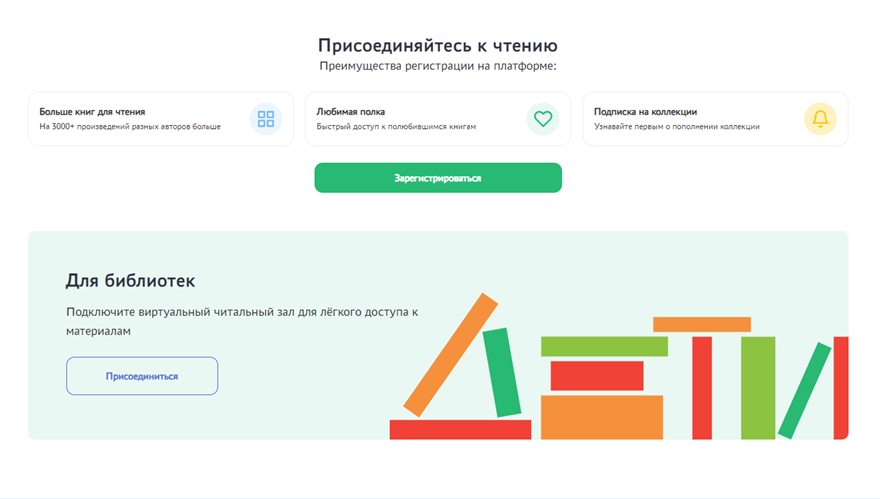 Присоединяйтесь к чтению
Преимущества регистрации на платформе:
Больше книг для чтения
На 3000+ произведений разных авторов больше
Любимая полка
Быстрый доступ к полюбившимся книгам
Подписка на коллекции
Узнавайте первым о пополнении коллекции
Зарегистрироваться
Для библиотек
Подключите виртуальный читальный зал для лёгкого доступа к
материалам
Присоединиться
ДЕТИ